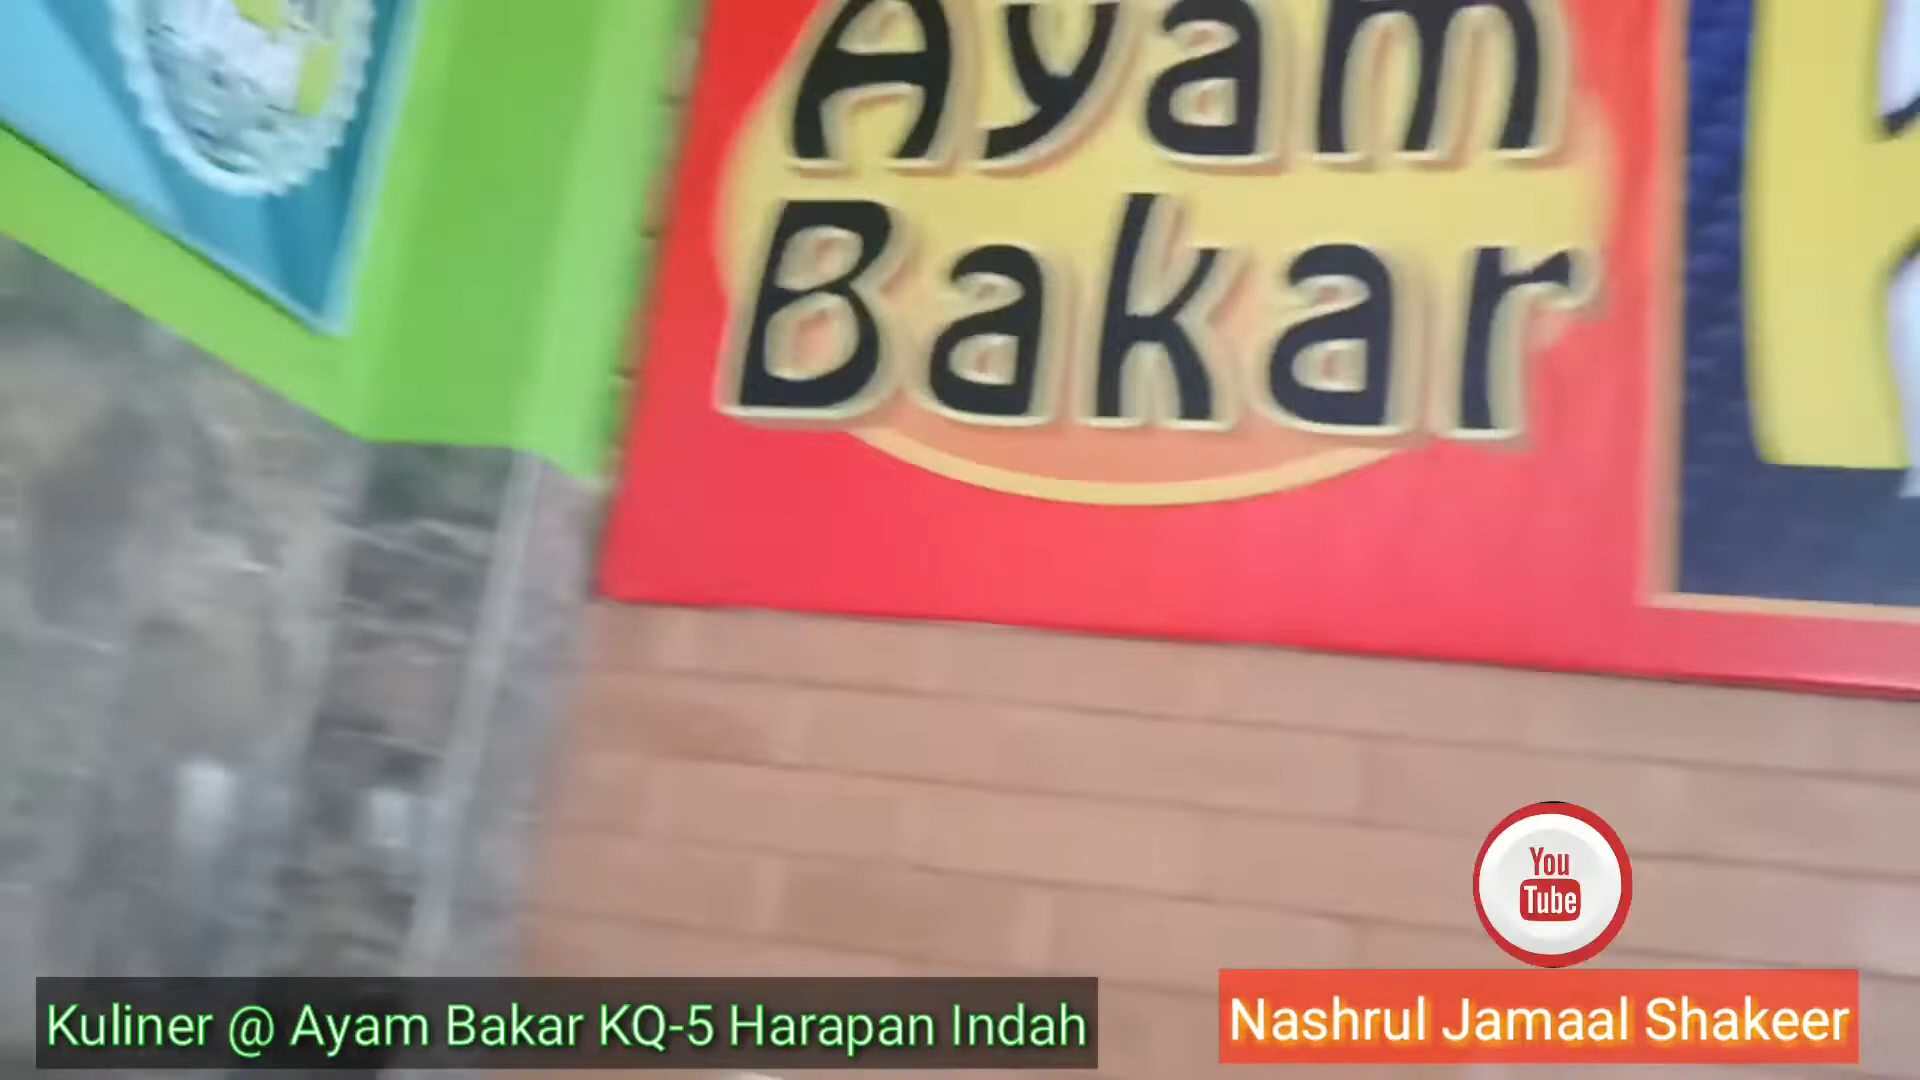 Ayam
Bakar
You
Tube
Kuliner @ Ayam Bakar KQ-5 Harapan Indah
Nashrul Jamaal Shakeer